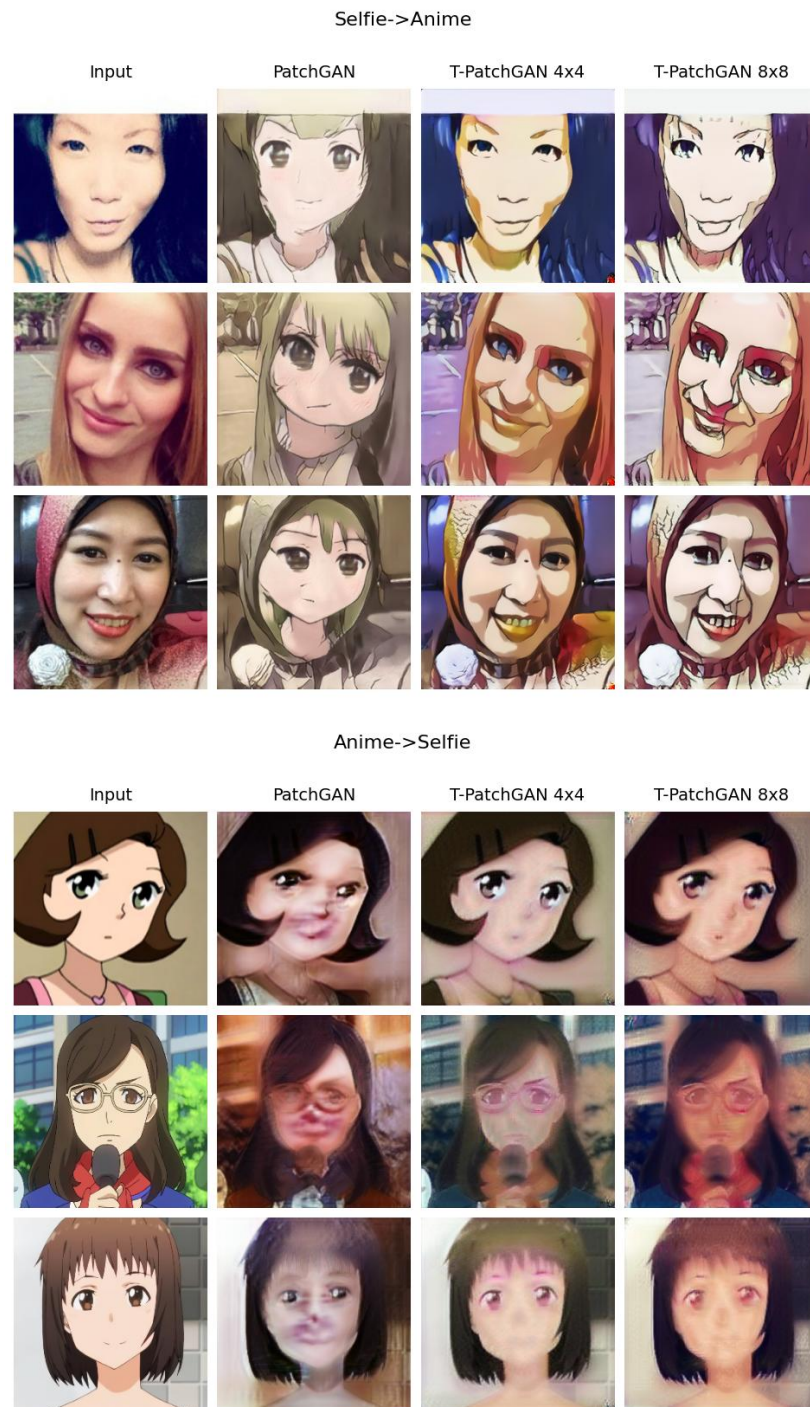 Selfie->Anime
Input PatchGAN T-PatchGAN 4x4 T-PatchGAN 8x8
Anime->Selfie
Input PatchGAN T-PatchGAN 4x4 T-PatchGAN 8x8